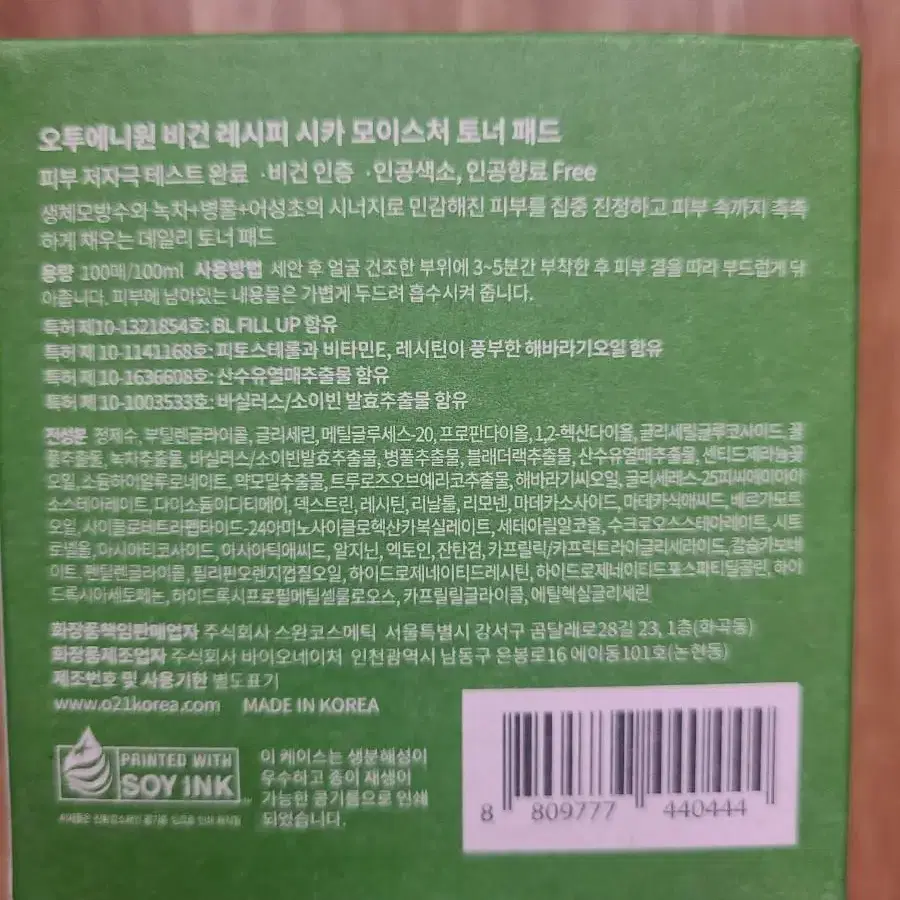 오투에니원 비건 레시피 시카 모이스처 토너 패드
피부 저자극 테스트 완료 ·비건 인증 ·인공색소, 인공향료 Free
생체모방수와 녹차+병풀+어성초의 시너지로 민감해진 피부를 집중 진정하고 피부 속까지 촉촉
하게 채우는 데일리 토너 패드
용량 100매/100ml 사용방법 세안 후 얼굴 건조한 부위에 3~5분간 부착한 후 피부 결을 따라 부드럽게 닦
아줍니다. 피부에 남아있는 내용물은 가볍게 두드려 흡수시켜 줍니다.
특허 제10-1321854호: BL FILL UP 함유
특허 제 10-1141168호: 피토스테롤과 비타민E, 레시틴이 풍부한 해바라기오일 함유
특허 제 10-1636608호: 산수유열매추출물 함유
특허 제 10-1003533호: 바실러스/소이빈 발효추출물 함유
전성분 정제수, 부틸렌글라이콜, 글리세린, 메틸글루세스-20, 프로판다이올, 1,2-헥산다이올, 글리세릴글루코사이드,
풀추출물, 녹차추출물, 바실러스/소이빈발효추출물, 병풀추출물, 블래더랙추출물, 산수유열매추출물, 센티드제라늄꽃
오일, 소듐하이알루로네이트, 약모밀추출물, 트루로즈오브예리코추출물, 해바라기씨오일, 글리세레스-25피씨에이아이
소스테아레이트, 다이소듐이디티에이, 덱스트린, 레시틴, 리날룰, 리모넨, 마데카소사이드, 마데카식애씨드, 베르가모트
오일, 사이클로테트라펩타이드-24아미노사이클로헥산카복실레이트, 세테아릴알코올, 수크로오스스테아레이트, 시트
로넬올, 아시아티코사이드, 아시아틱애씨드, 알지닌, 엑토인, 잔탄검, 카프릴릭/카프릭트라이글리세라이드, 칼슘카보네
이트, 펜틸렌글라이콜, 필리핀오렌지껍질오일, 하이드로제네이티드레시틴, 하이드로제네이티드포스파티딜콜린, 하이
드록시아세토페논, 하이드록시프로필메틸셀룰로오스, 카프릴릴글라이콜, 에틸헥실글리세린
화장품책임판매업자 주식회사 스완코스메틱 서울특별시 강서구 곰달래로28길 23, 1층(화곡동)
화장품제조업자 주식회사 바이오네이처 인천광역시 남동구 은봉로16 에이동101호(논현동)
제조번호 및 사용기한 별도표기
www.o21korea.com MADE IN KOREA
PRINTED WITH
SOY INK
이 케이스는 생분해성이
우수하고 종이 재생이
가능한 콩기름으로 인쇄
되었습니다.
8 809777 440444